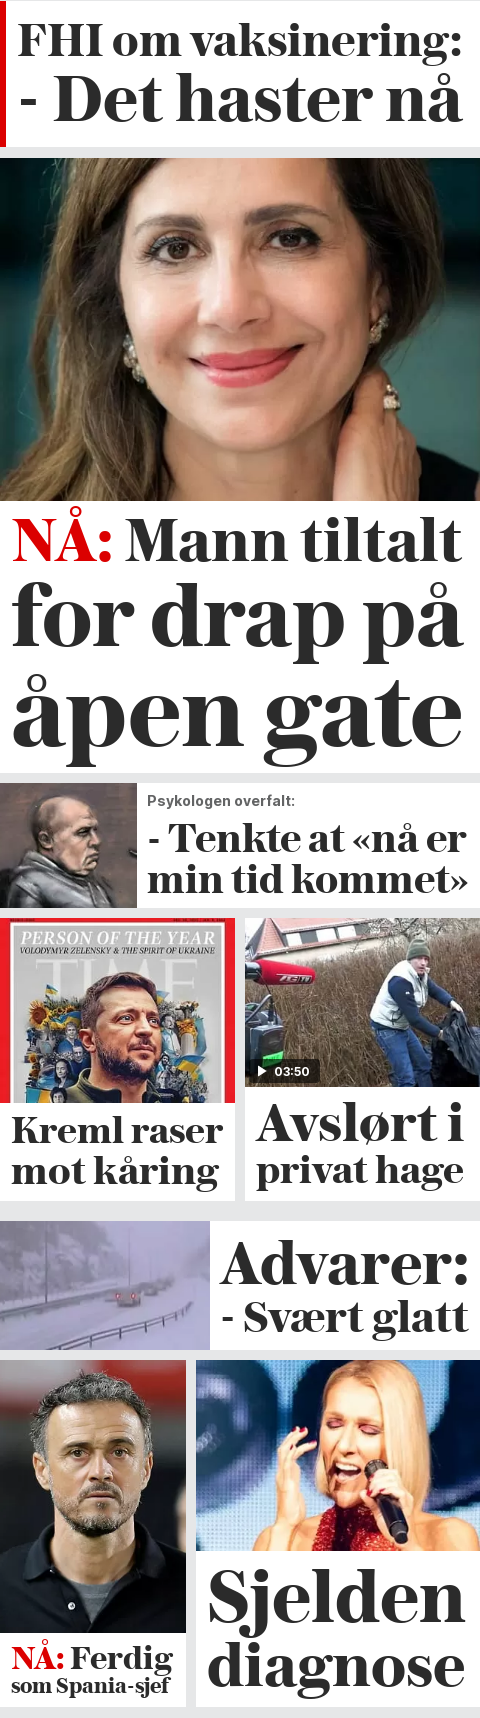 FHI om vaksinering:
- Det haster nå
NÅ: Mann tiltalt
for drap på
åpen gate
Psykologen overfalt:
- Tenkte at «nå er
min tid kommet»
PERSON OF THE YEAR
VOLODYMYR ZELENSKY & THE SPIRIT OF UKRAINE
TIME
Kreml raser
mot kåring
03:50
Avslørt i
privat hage
Advarer:
- Svært glatt
NÅ: Ferdig
som Spania-sjef
Sjelden
diagnose